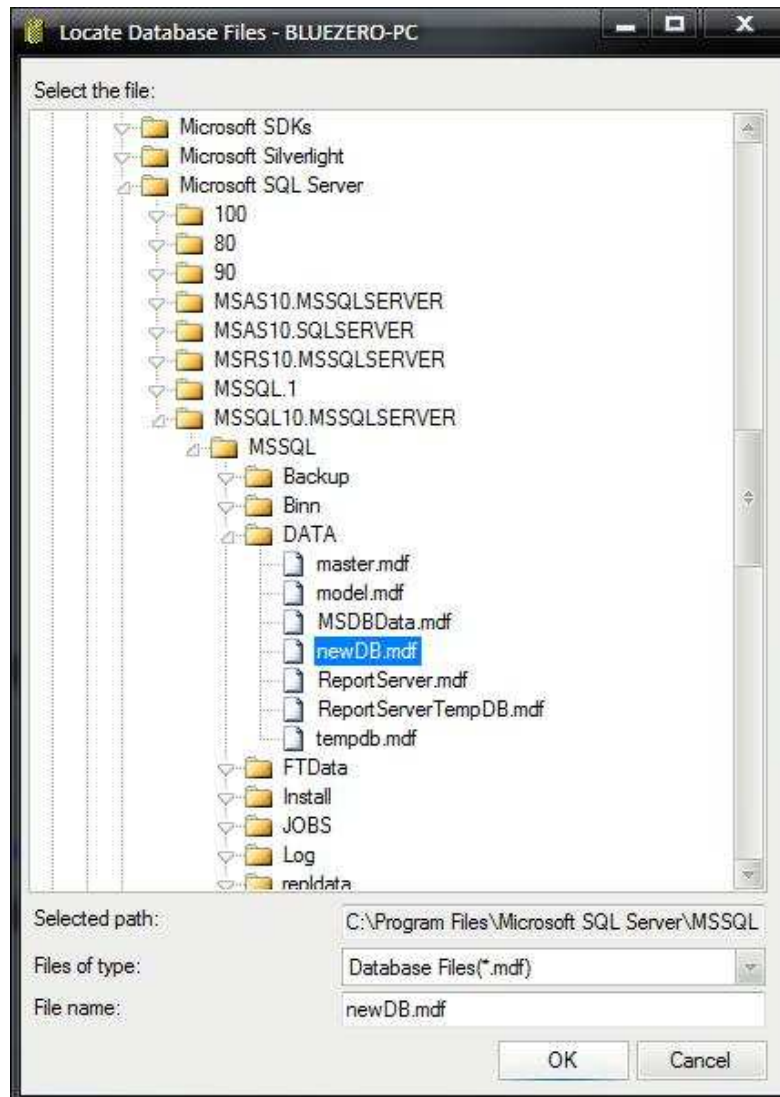 Locate Database Files - BLUEZERO-PC
Select the file:
Microsoft SDKs
Microsoft Silverlight
Microsoft SQL Server
100
80
90
MSAS10.MSSQLSERVER
MSAS10.SQLSERVER
MSRS10.MSSQLSERVER
MSSQL.1
MSSQL10.MSSQLSERVER
MSSQL
Backup
Binn
DATA
master.mdf
model.mdf
MSDBData.mdf
newDB.mdf
ReportServer.mdf
ReportServerTempDB.mdf
tempdb.mdf
FTData
Install
JOBS
Log
repldata
Selected path: C:\Program Files\Microsoft SQL Server\MSSQL
Files of type: Database Files(*.mdf)
File name: newDB.mdf
OK Cancel